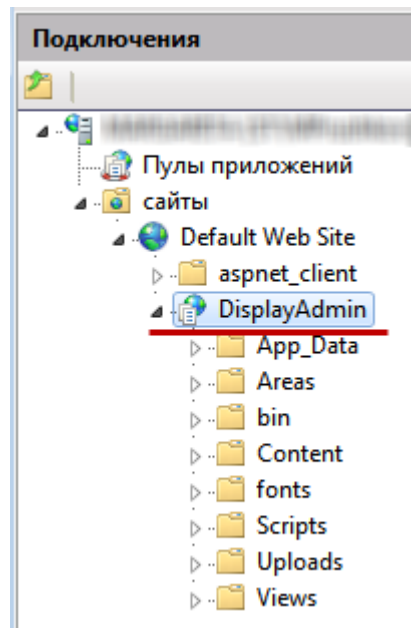 Подключения
Пулы приложений
сайты
Default Web Site
aspnet_client
DisplayAdmin
App_Data
Areas
bin
Content
fonts
Scripts
Uploads
Views